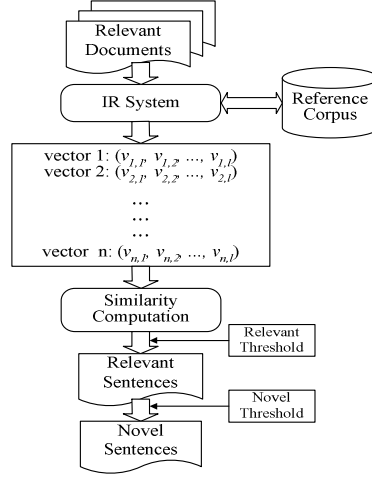 Relevant
Documents
IR System
Reference
Corpus
vector 1: (v1,1, v1,2, ..., v1,l)
vector 2: (v2,1, v2,2, ..., v2,l)
...
...
...
vector n: (vn,1, vn,2, ..., vn,l)
Similarity
Computation
Relevant
Threshold
Relevant
Sentences
Novel
Threshold
Novel
Sentences